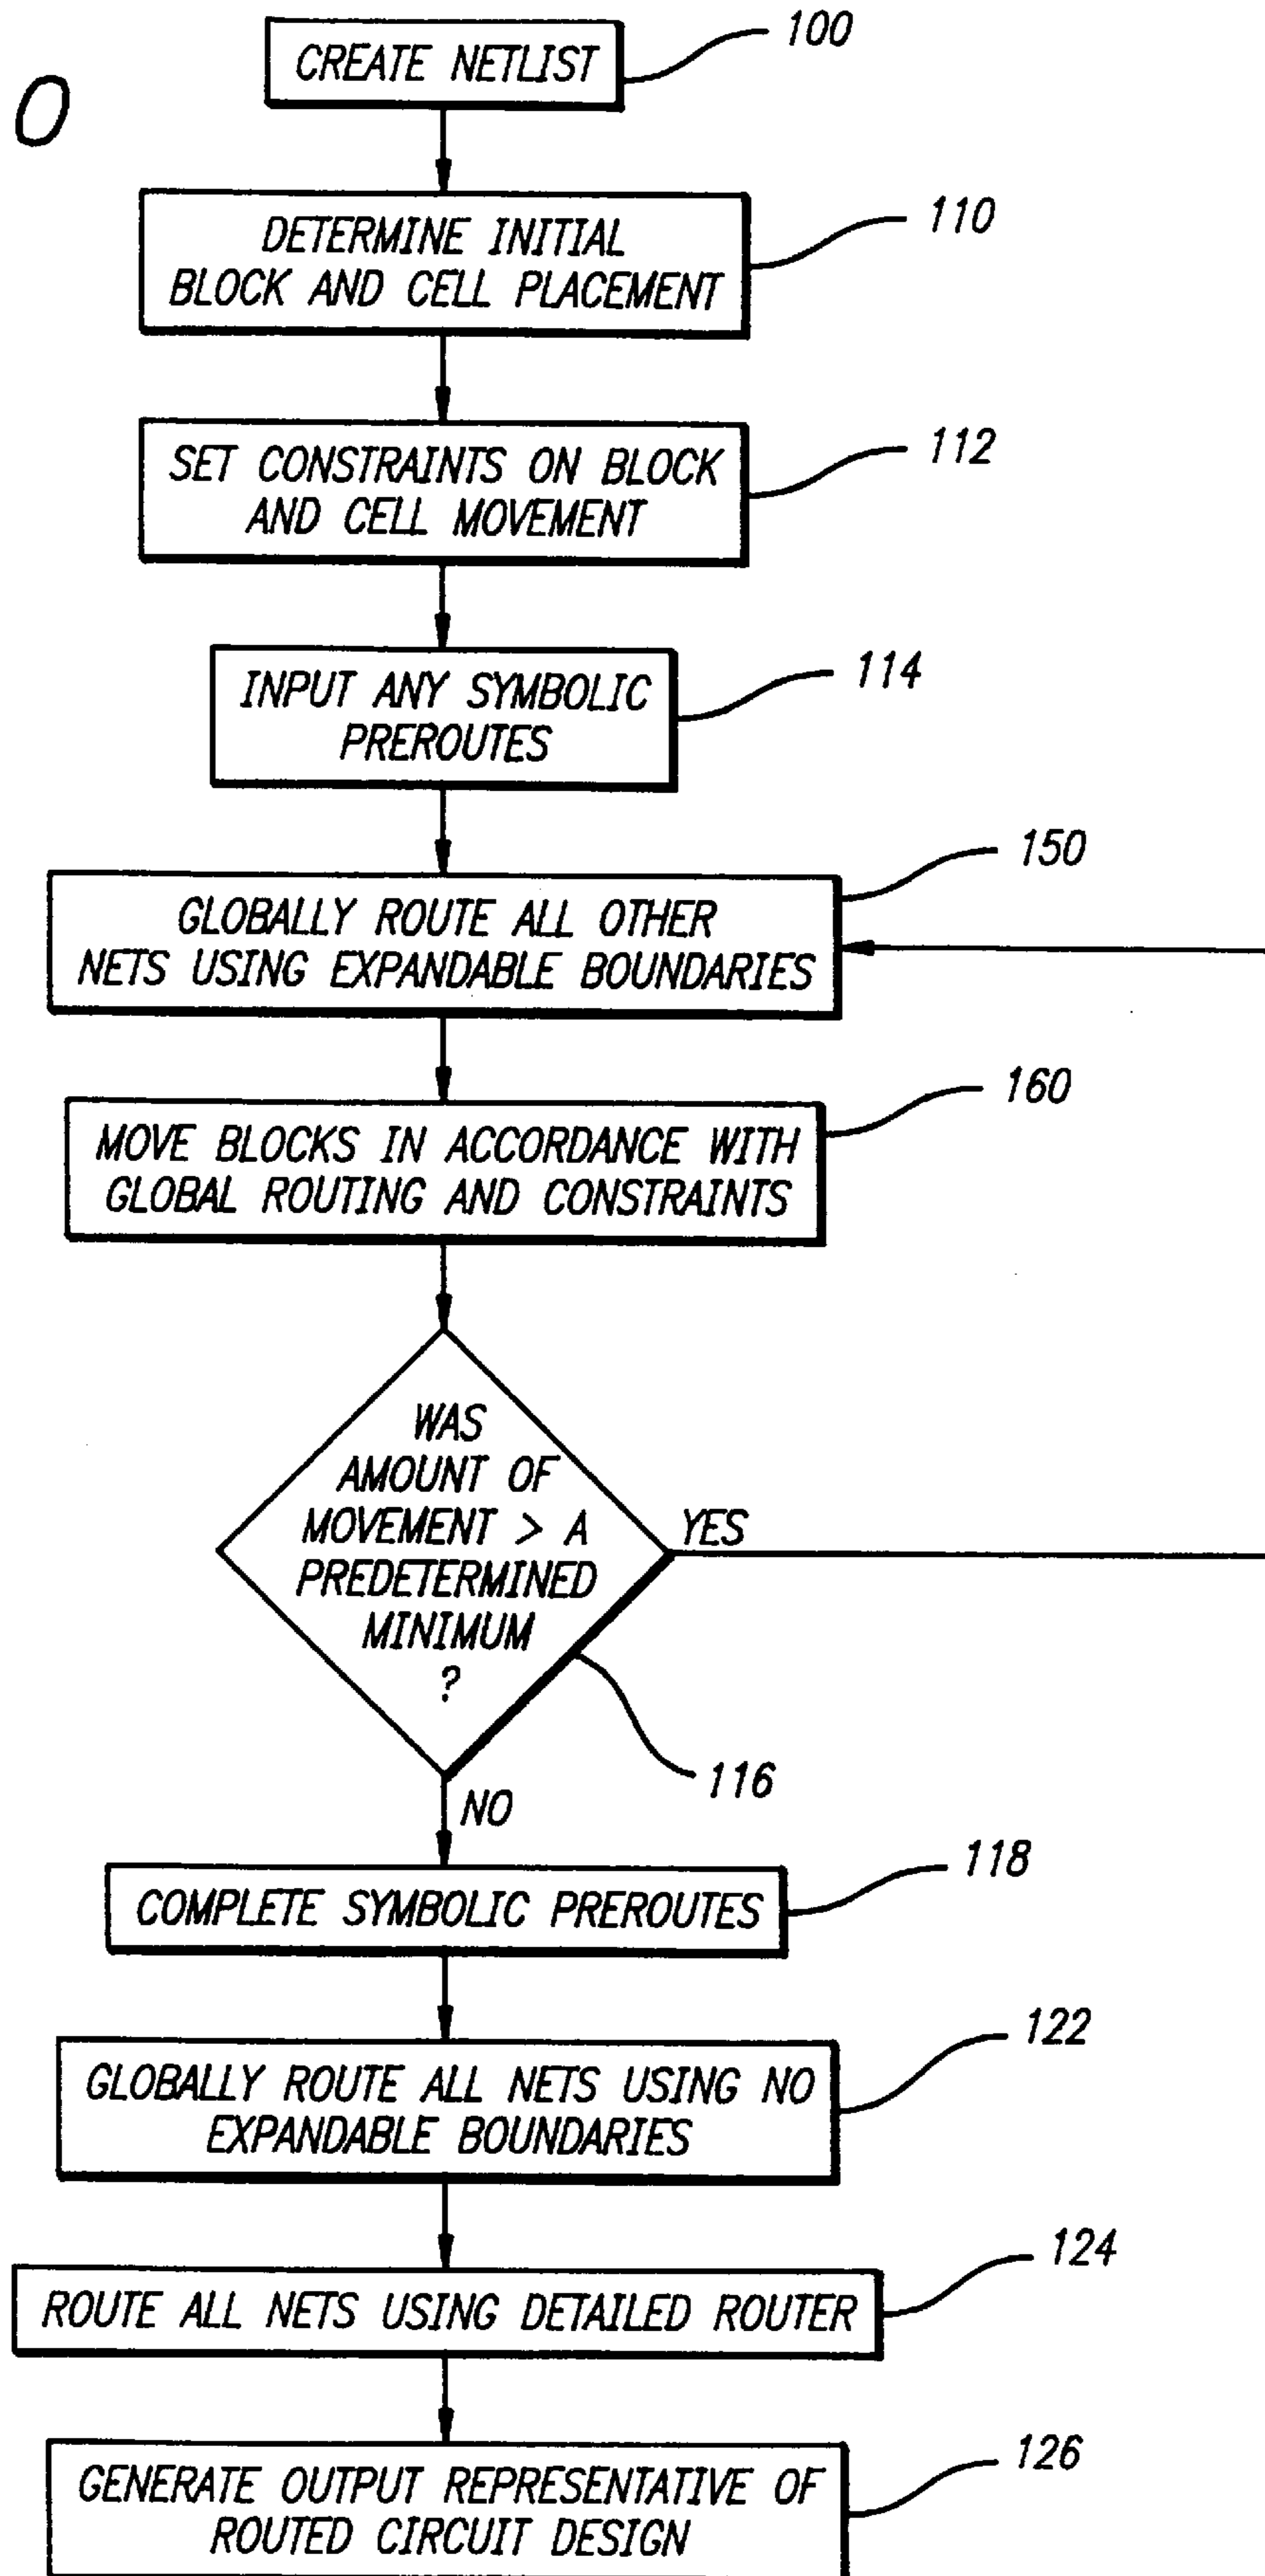 0
CREATE NETLIST
100
DETERMINE INITIAL
BLOCK AND CELL PLACEMENT
110
SET CONSTRAINTS ON BLOCK
AND CELL MOVEMENT
112
INPUT ANY SYMBOLIC
PREROUTES
114
GLOBALLY ROUTE ALL OTHER
NETS USING EXPANDABLE BOUNDARIES
150
MOVE BLOCKS IN ACCORDANCE WITH
GLOBAL ROUTING AND CONSTRAINTS
160
WAS
AMOUNT OF
MOVEMENT > A
PREDETERMINED
MINIMUM
?
YES
116
NO
COMPLETE SYMBOLIC PREROUTES
118
GLOBALLY ROUTE ALL NETS USING NO
EXPANDABLE BOUNDARIES
122
ROUTE ALL NETS USING DETAILED ROUTER
124
GENERATE OUTPUT REPRESENTATIVE OF
ROUTED CIRCUIT DESIGN
126